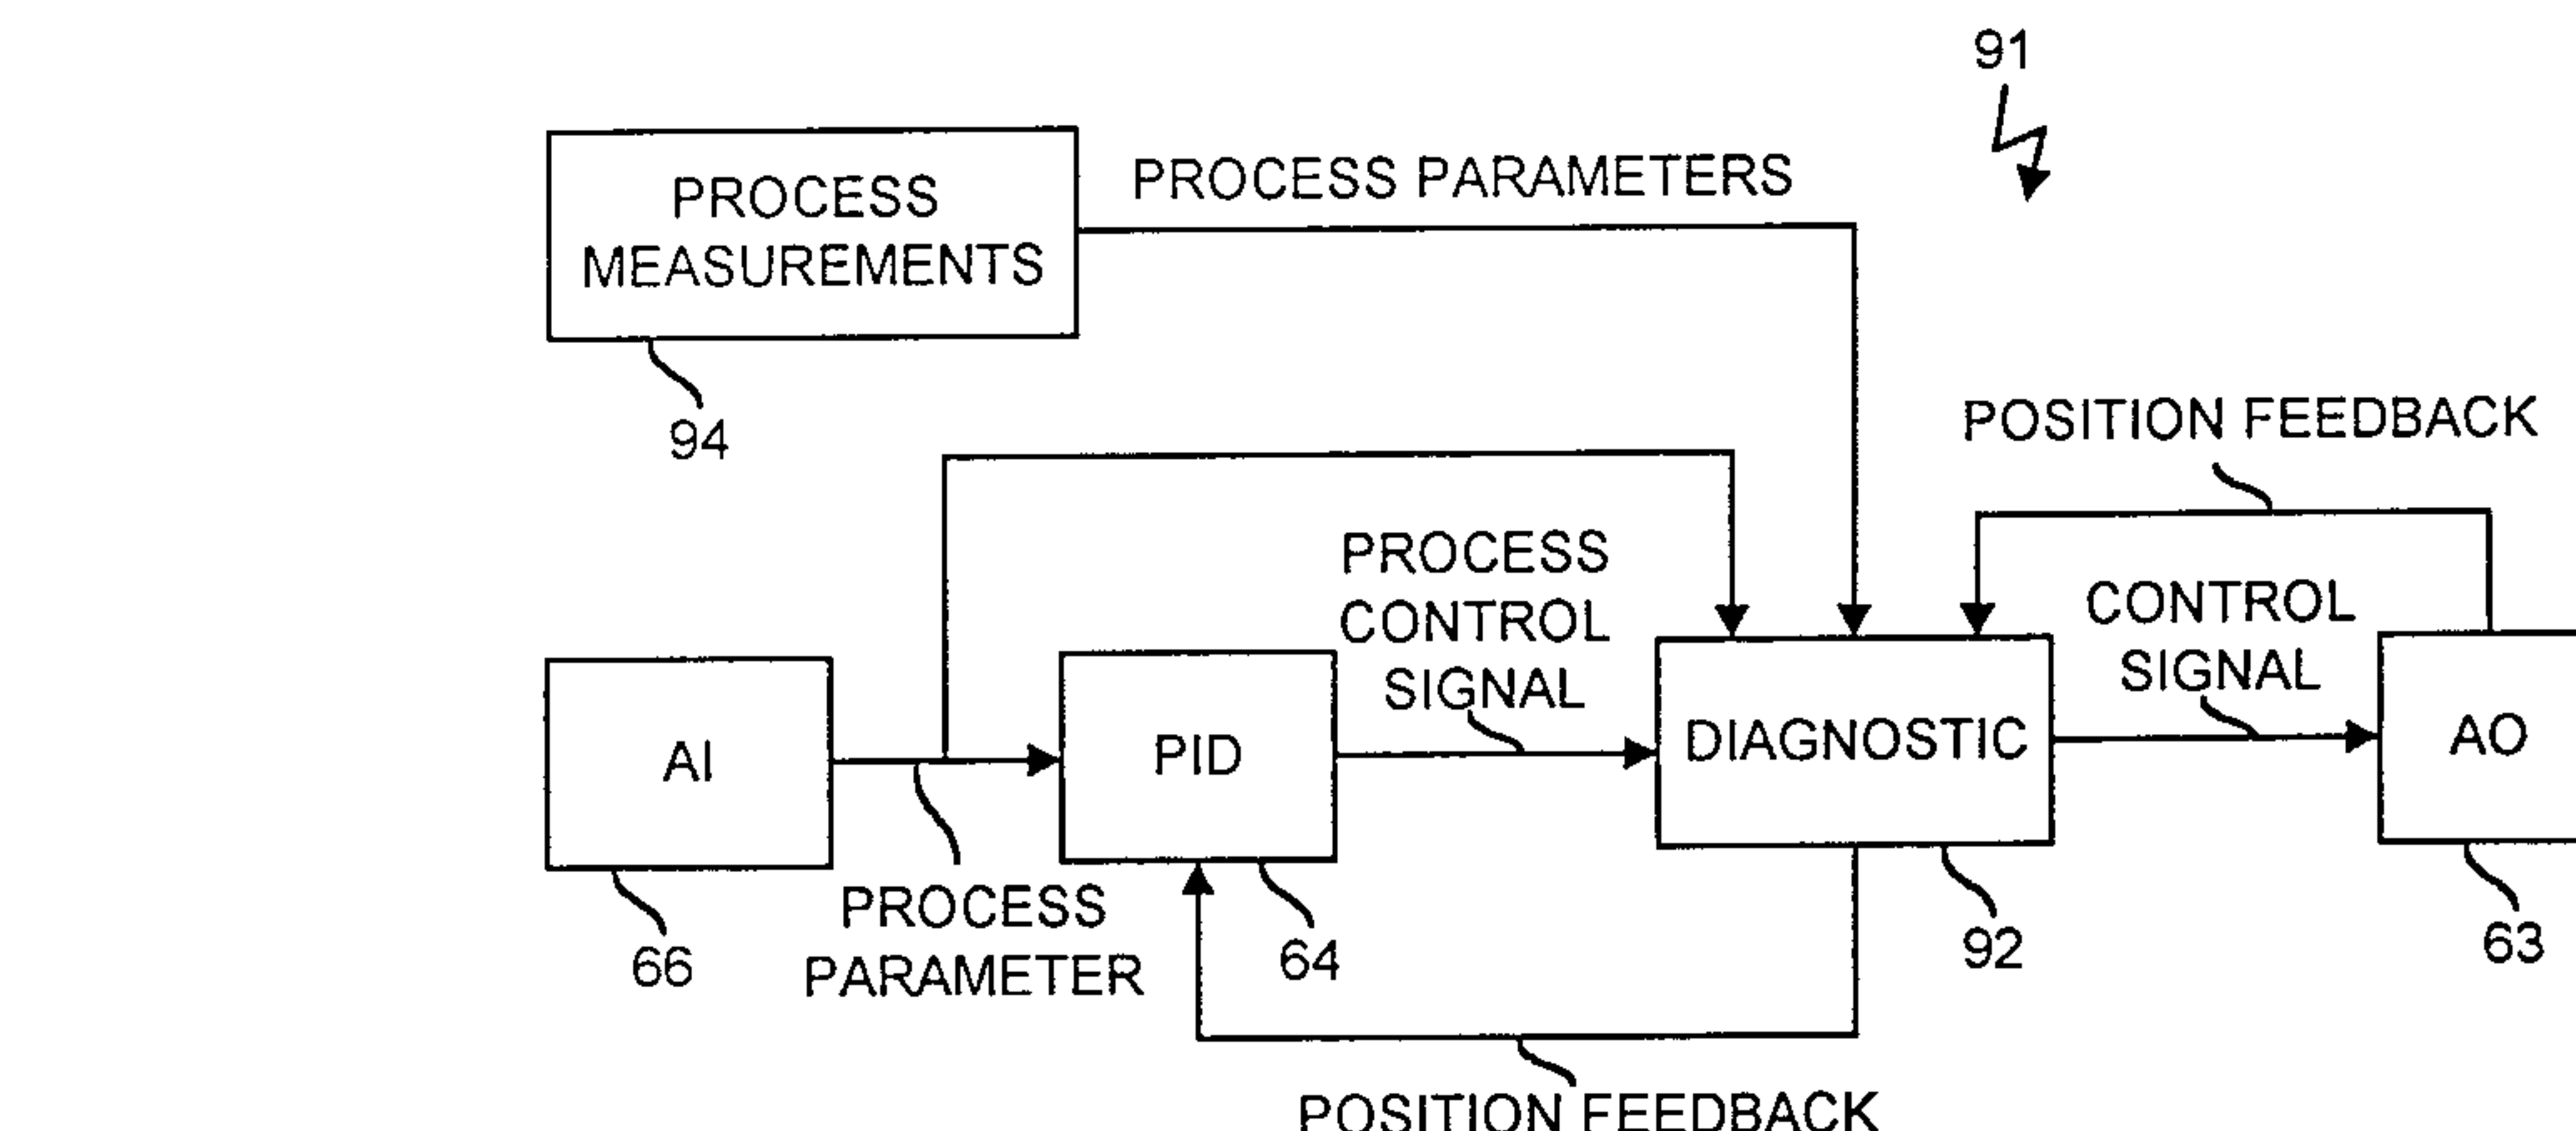 91
PROCESS
MEASUREMENTS
PROCESS PARAMETERS
94
POSITION FEEDBACK
PROCESS
CONTROL
SIGNAL
CONTROL
SIGNAL
AI
PID
DIAGNOSTIC
AO
PROCESS
PARAMETER
66
64
92
63
POSITION FEEDBACK